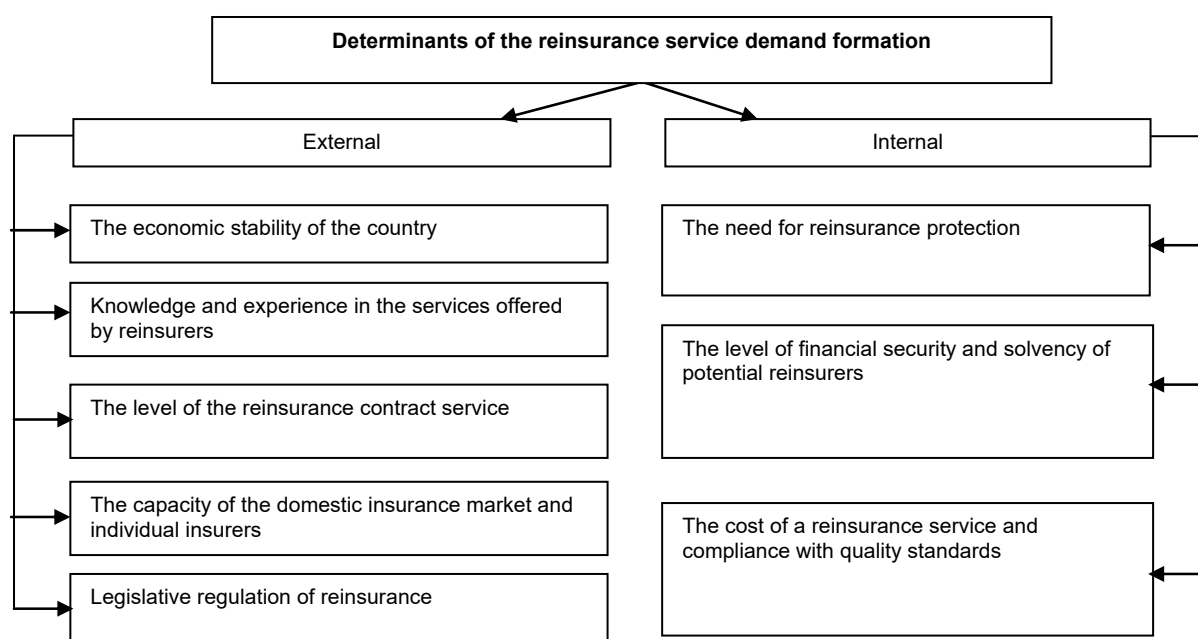 Determinants of the reinsurance service demand formation
External
Internal
The economic stability of the country
Knowledge and experience in the services offered
by reinsurers
The level of the reinsurance contract service
The capacity of the domestic insurance market and
individual insurers
Legislative regulation of reinsurance
The need for reinsurance protection
The level of financial security and solvency of
potential reinsurers
The cost of a reinsurance service and
compliance with quality standards